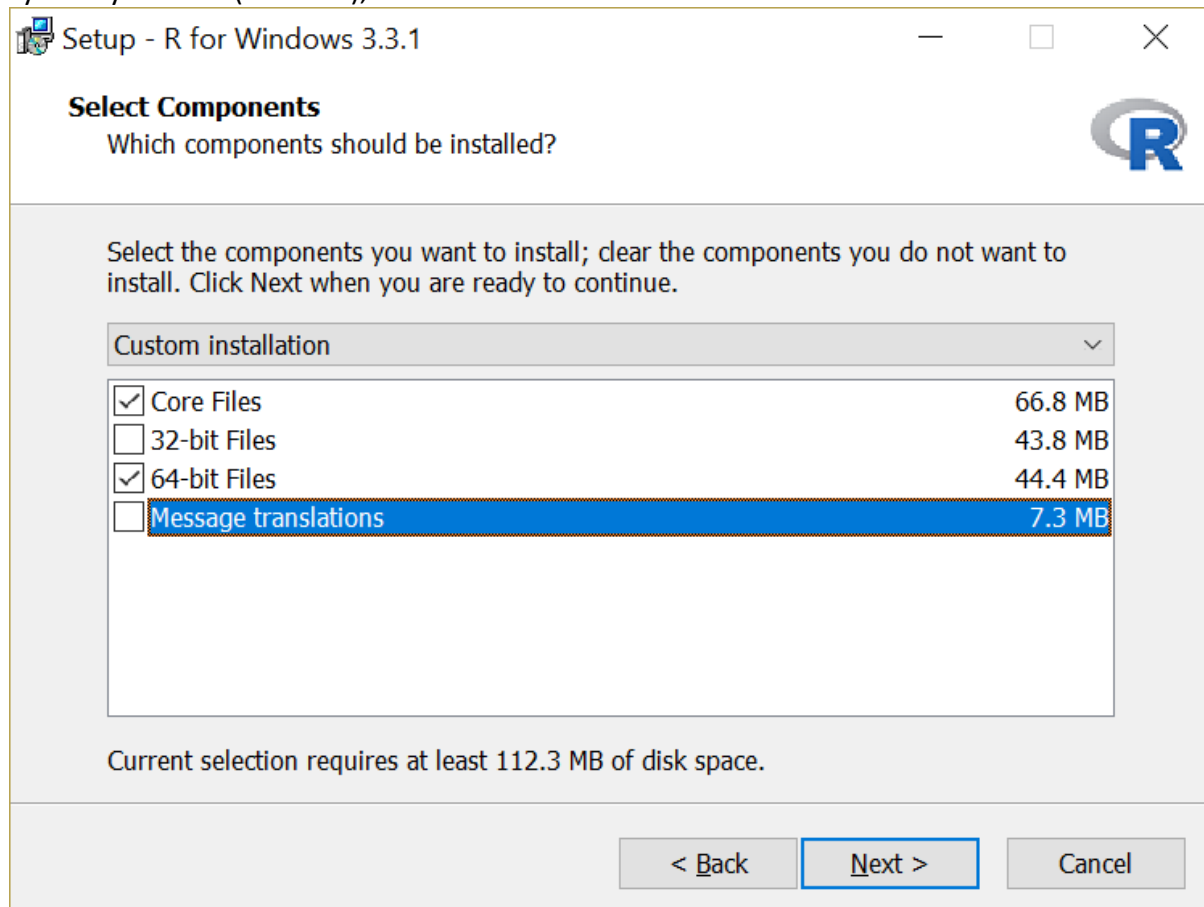 Setup - R for Windows 3.3.1
Select Components
Which components should be installed?
R
Select the components you want to install; clear the components you do not want to
install. Click Next when you are ready to continue.
Custom installation
Core Files 66.8 MB
32-bit Files 43.8 MB
64-bit Files 44.4 MB
Message translations 7.3 MB
Current selection requires at least 112.3 MB of disk space.
< Back Next > Cancel